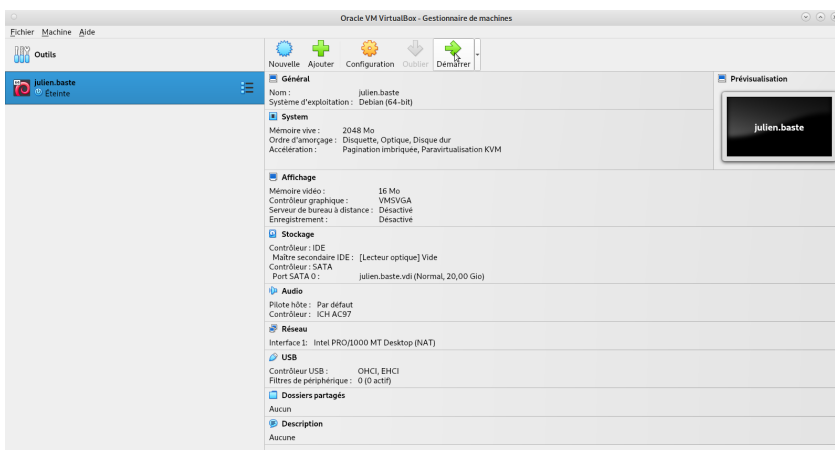 Oracle VM VirtualBox - Gestionnaire de machines
Fichier Machine Aide
Outils
Nouvelle Ajouter Configuration Oublier Démarrer
julien.baste
Éteinte
Général
Nom : julien.baste
Système d'exploitation : Debian (64-bit)
System
Mémoire vive : 2048 Mo
Ordre d'amorçage : Disquette, Optique, Disque dur
Accélération : Pagination imbriquée, Paravirtualisation KVM
Prévisualisation
julien.baste
Affichage
Mémoire vidéo : 16 Mo
Contrôleur graphique : VMSVGA
Serveur de bureau à distance : Désactivé
Enregistrement : Désactivé
Stockage
Contrôleur : IDE
Maître secondaire IDE : [Lecteur optique] Vide
Contrôleur : SATA
Port SATA 0 : julien.baste.vdi (Normal, 20,00 Gio)
Audio
Pilote hôte : Par défaut
Contrôleur : ICH AC97
Réseau
Interface 1: Intel PRO/1000 MT Desktop (NAT)
USB
Contrôleur USB : OHCI, EHCI
Filtres de périphérique : 0 (0 actif)
Dossiers partagés
Aucun
Description
Aucune